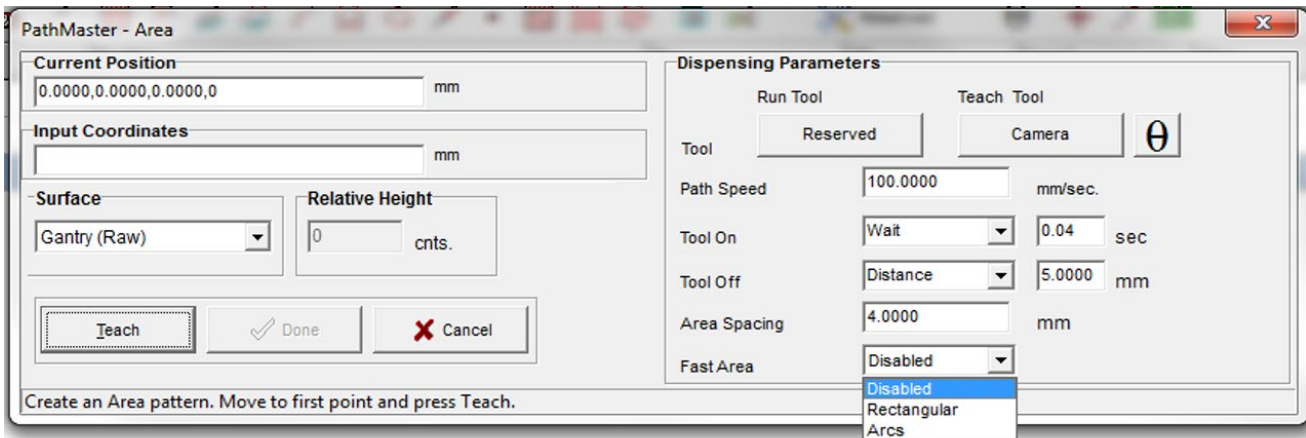 PathMaster - Area
Current Position
0.0000,0.0000,0.0000,0
mm
Input Coordinates
mm
Surface
Gantry (Raw)
Relative Height
0
cnts.
Teach
Done
Cancel
Create an Area pattern. Move to first point and press Teach.
Dispensing Parameters
Run Tool Teach Tool
Tool Reserved Camera θ
Path Speed 100.0000 mm/sec.
Tool On Wait 0.04 sec
Tool Off Distance 5.0000 mm
Area Spacing 4.0000 mm
Fast Area Disabled
Disabled
Rectangular
Arcs